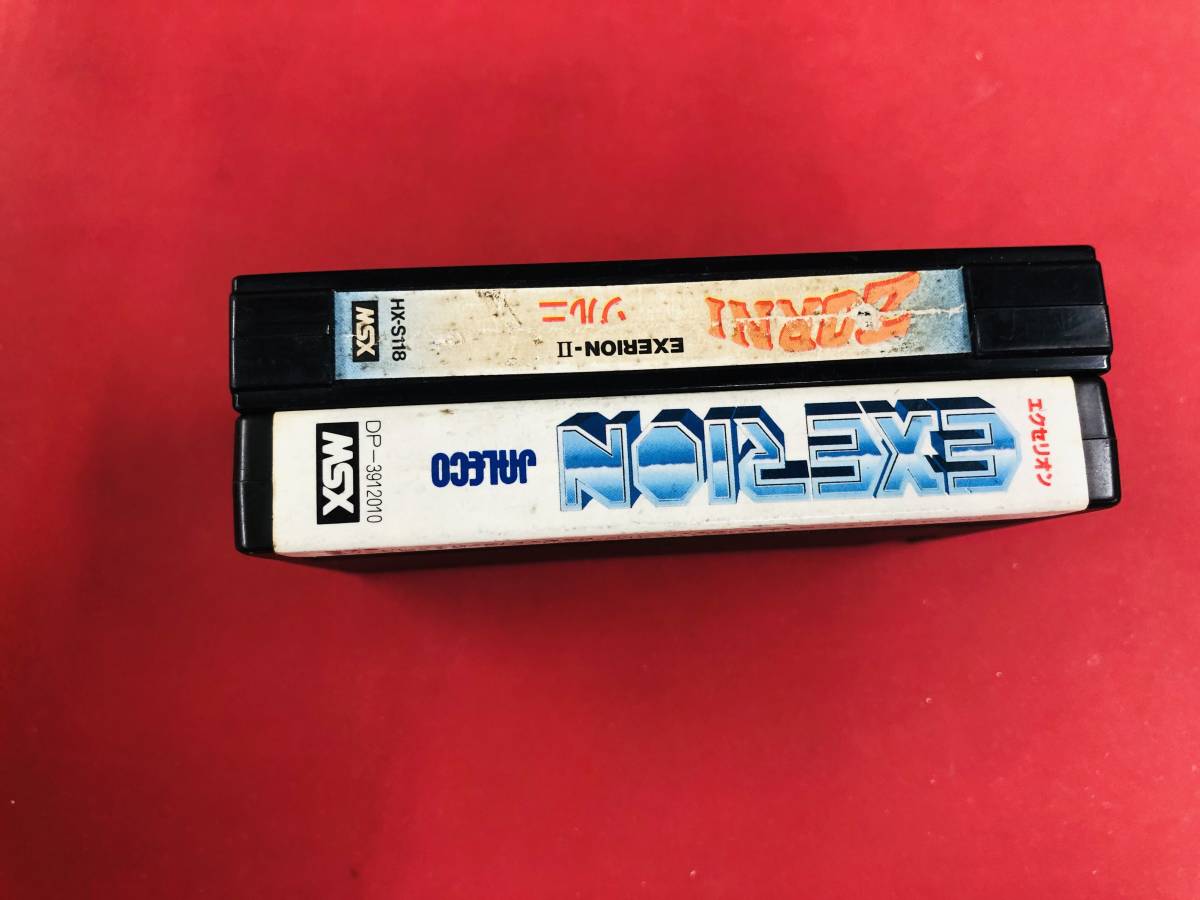 ZORNI
ゾルニ
EXERION-II
HX-S118
MSX
エクセリオン
EXERION
JALECO
DP-3912010
MSX